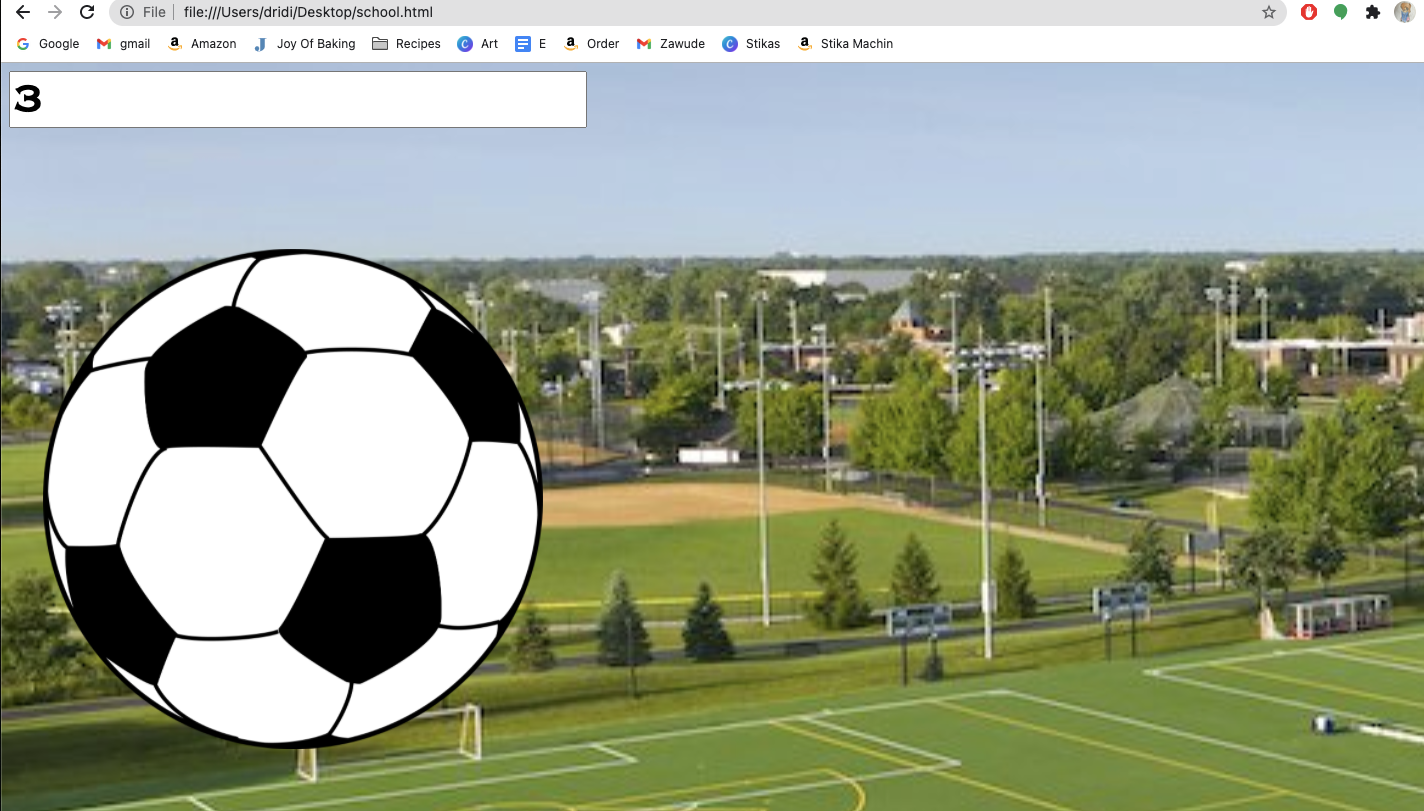 File file:///Users/dridi/Desktop/school.html
Google gmail Amazon Joy Of Baking Recipes Art E Order Zawude Stikas Stika Machin
3